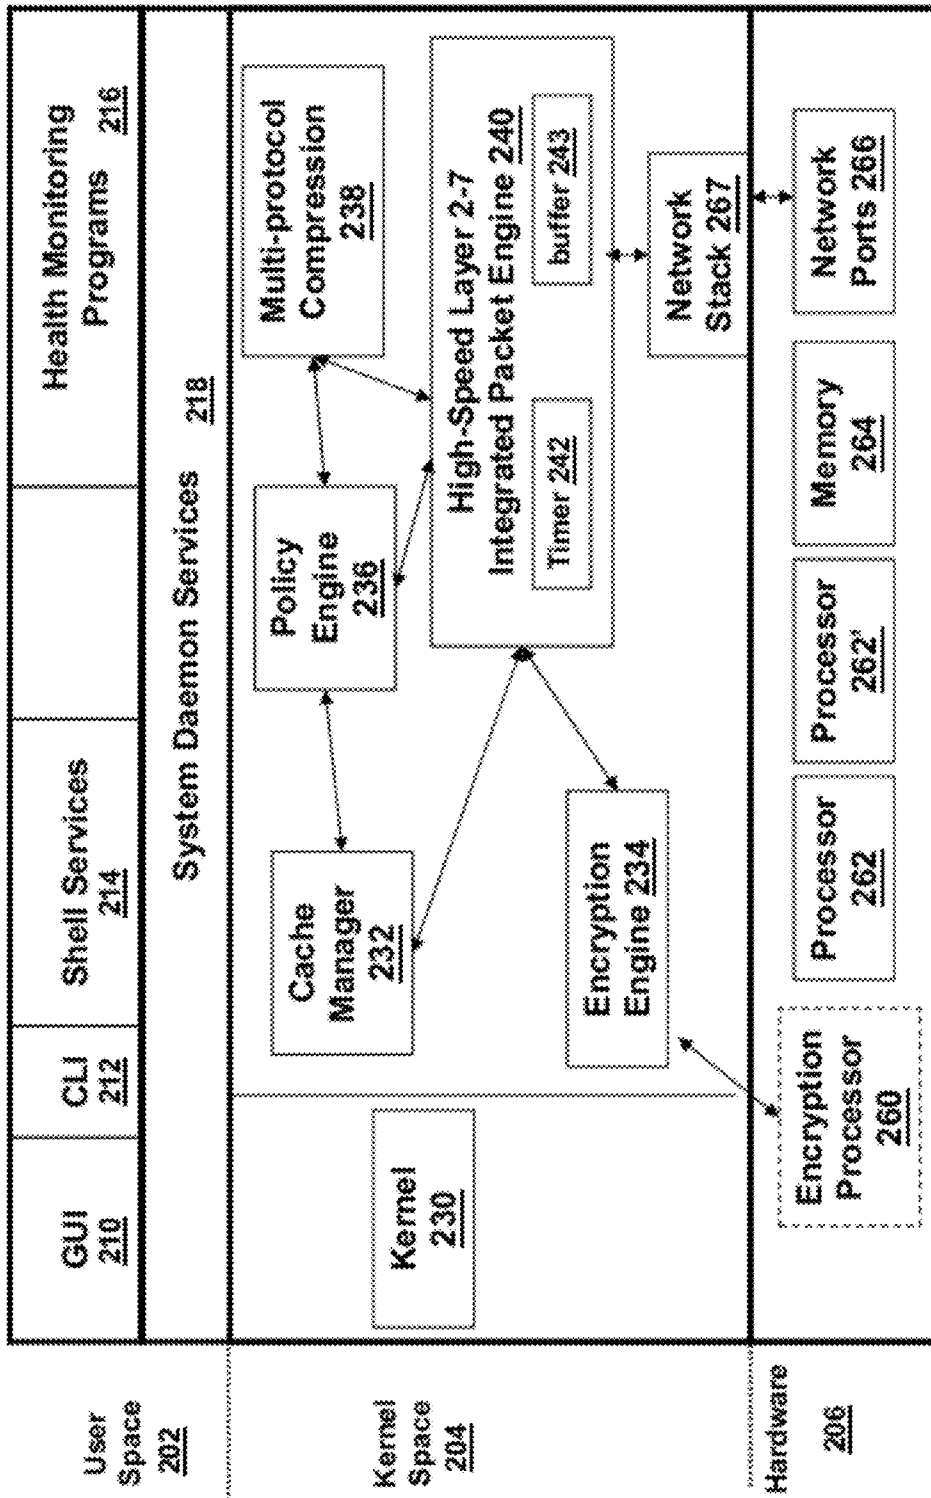 User
Space
202
GUI
210
CLI
212
Shell Services
214
Health Monitoring
Programs 216
System Daemon Services 218
Kernel
Space
204
Kernel
230
Cache
Manager
232
Policy
Engine
236
Multi-protocol
Compression
238
High-Speed Layer 2-7
Integrated Packet Engine 240
Timer 242
buffer 243
Encryption
Engine 234
Network
Stack 267
Hardware
206
Encryption
Processor
260
Processor
262
Processor
262'
Memory
264
Network
Ports 266